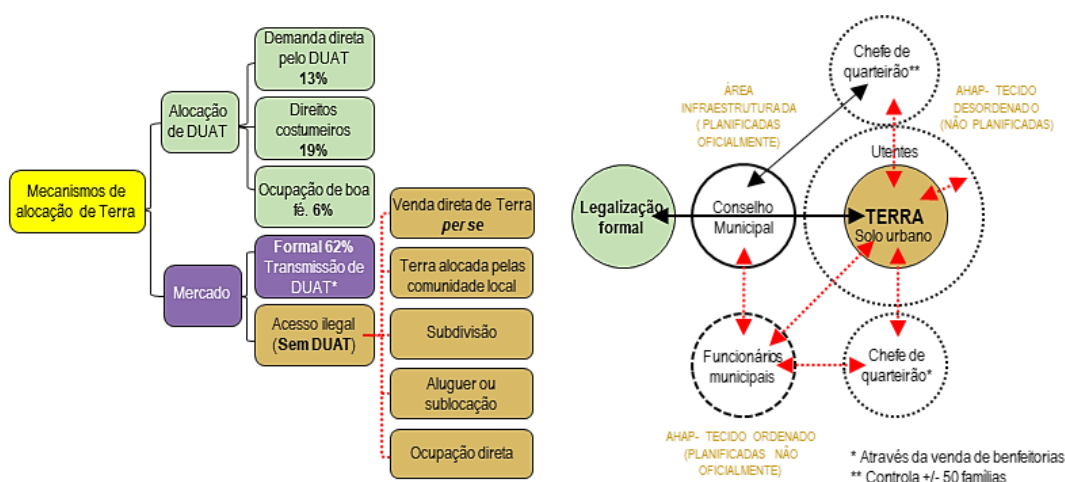 Mecanismos de
alocação de Terra
Alocação
de DUAT
Mercado
Demanda direta
pelo DUAT
13%
Direitos
costumeiros
19%
Ocupação de boa
fé. 6%
Formal 62%
Transmissão de
DUAT*
Acesso ilegal
(Sem DUAT)
Venda direta de Terra
per se
Terra alocada pelas
comunidade local
Subdivisão
Aluguer ou
sublocação
Ocupação direta
Chefe de
quarteirão**
ÁREA
INFRAESTRUTURADA
( PLANIFICADAS
OFICIALMENTE)
AHAP- TECIDO
DESORDENADO
(NÃO PLANIFICADAS)
Utentes
Legalização
formal
Conselho
Municipal
TERRA
Solo urbano
Funcionários
municipais
Chefe de
quarteirão*
AHAP- TECIDO ORDENADO
(PLANIFICADAS NÃO
OFICIALMENTE)
* Através da venda de benfeitorias
** Controla +/- 50 famílias